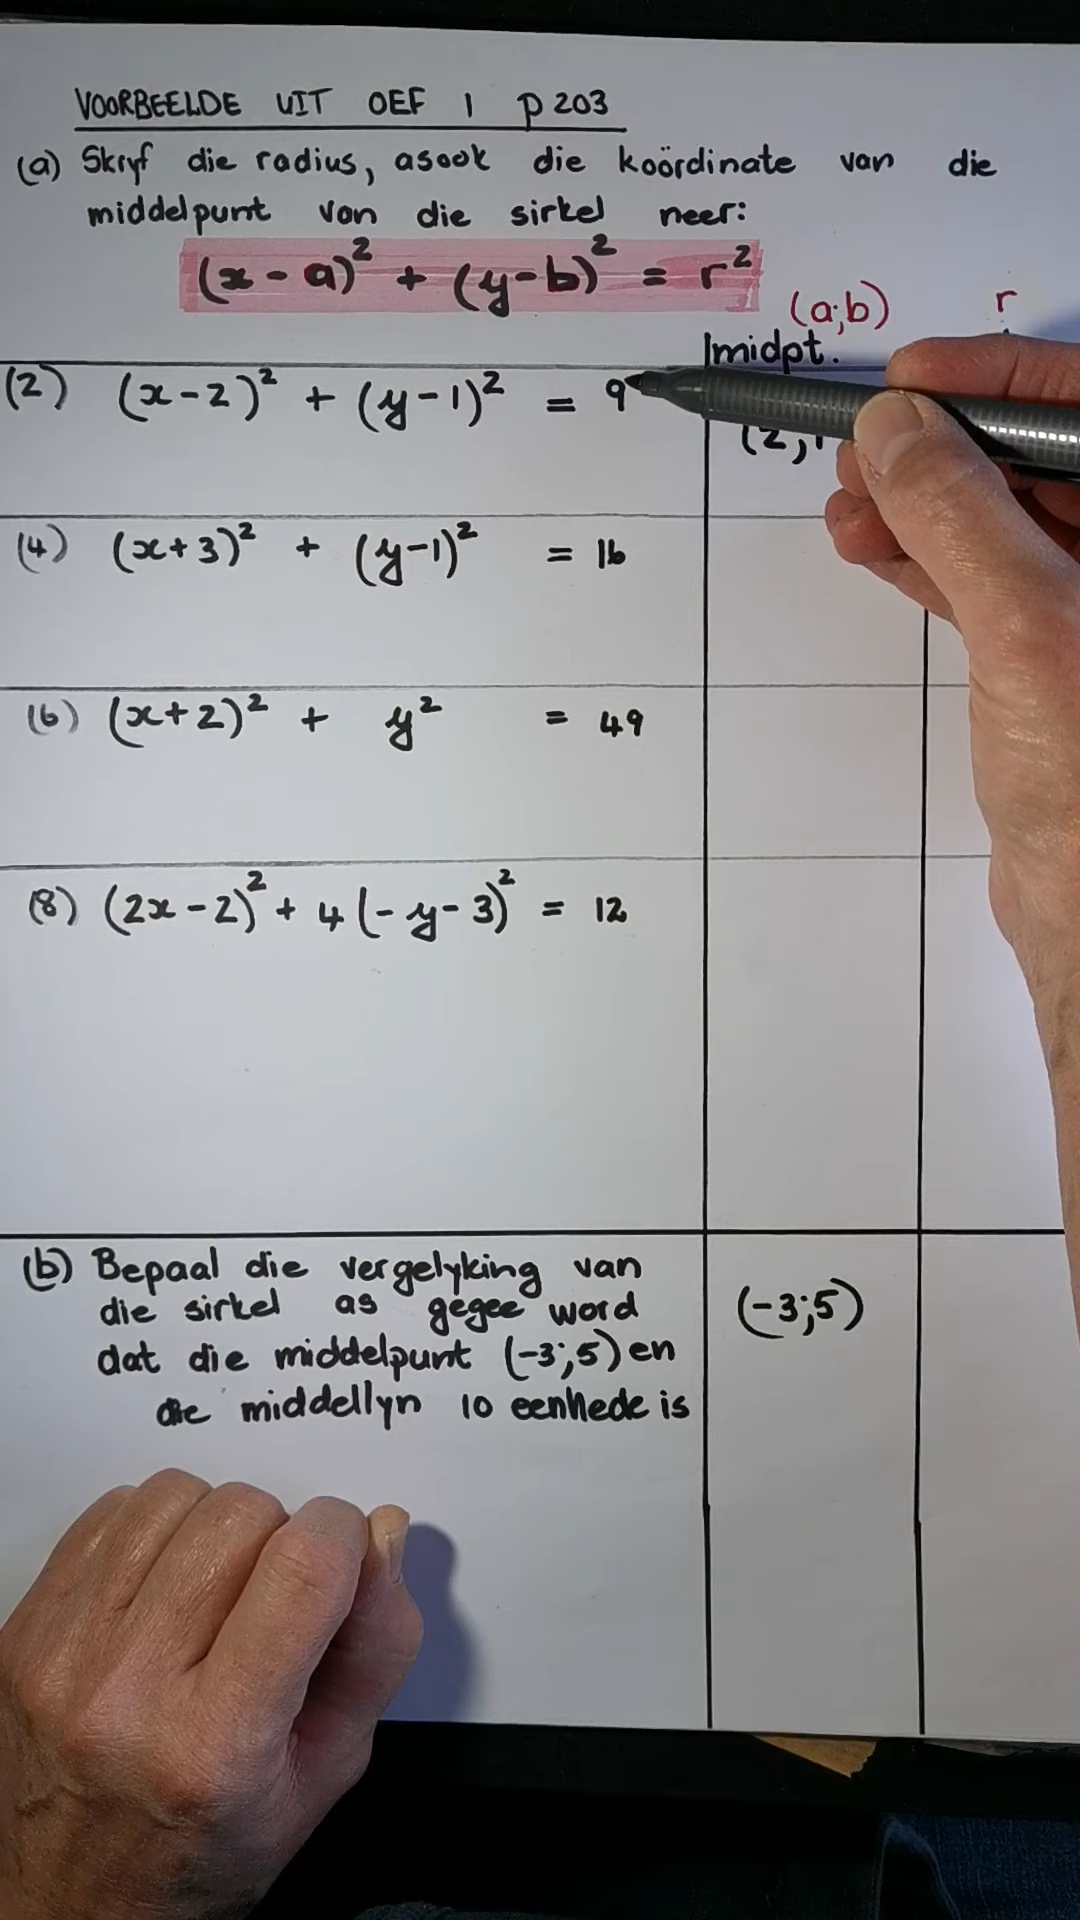 VOORBEELDE UIT OEF 1 p 203
(a) Skryf die radius, asook die koördinate van die
middelpunt van die sirkel neer:
(x - a)² + (y - b)² = r²
(a;b) r
midpt.
(2) (x - 2)² + (y - 1)² = 9
(2;1
(4) (x + 3)² + (y - 1)² = 16
(6) (x + 2)² + y² = 49
(8) (2x - 2)² + 4(-y - 3)² = 12
(b) Bepaal die vergelyking van
die sirkel as gegee word
dat die middelpunt (-3;5) en
die middellyn 10 eenhede is
(-3;5)